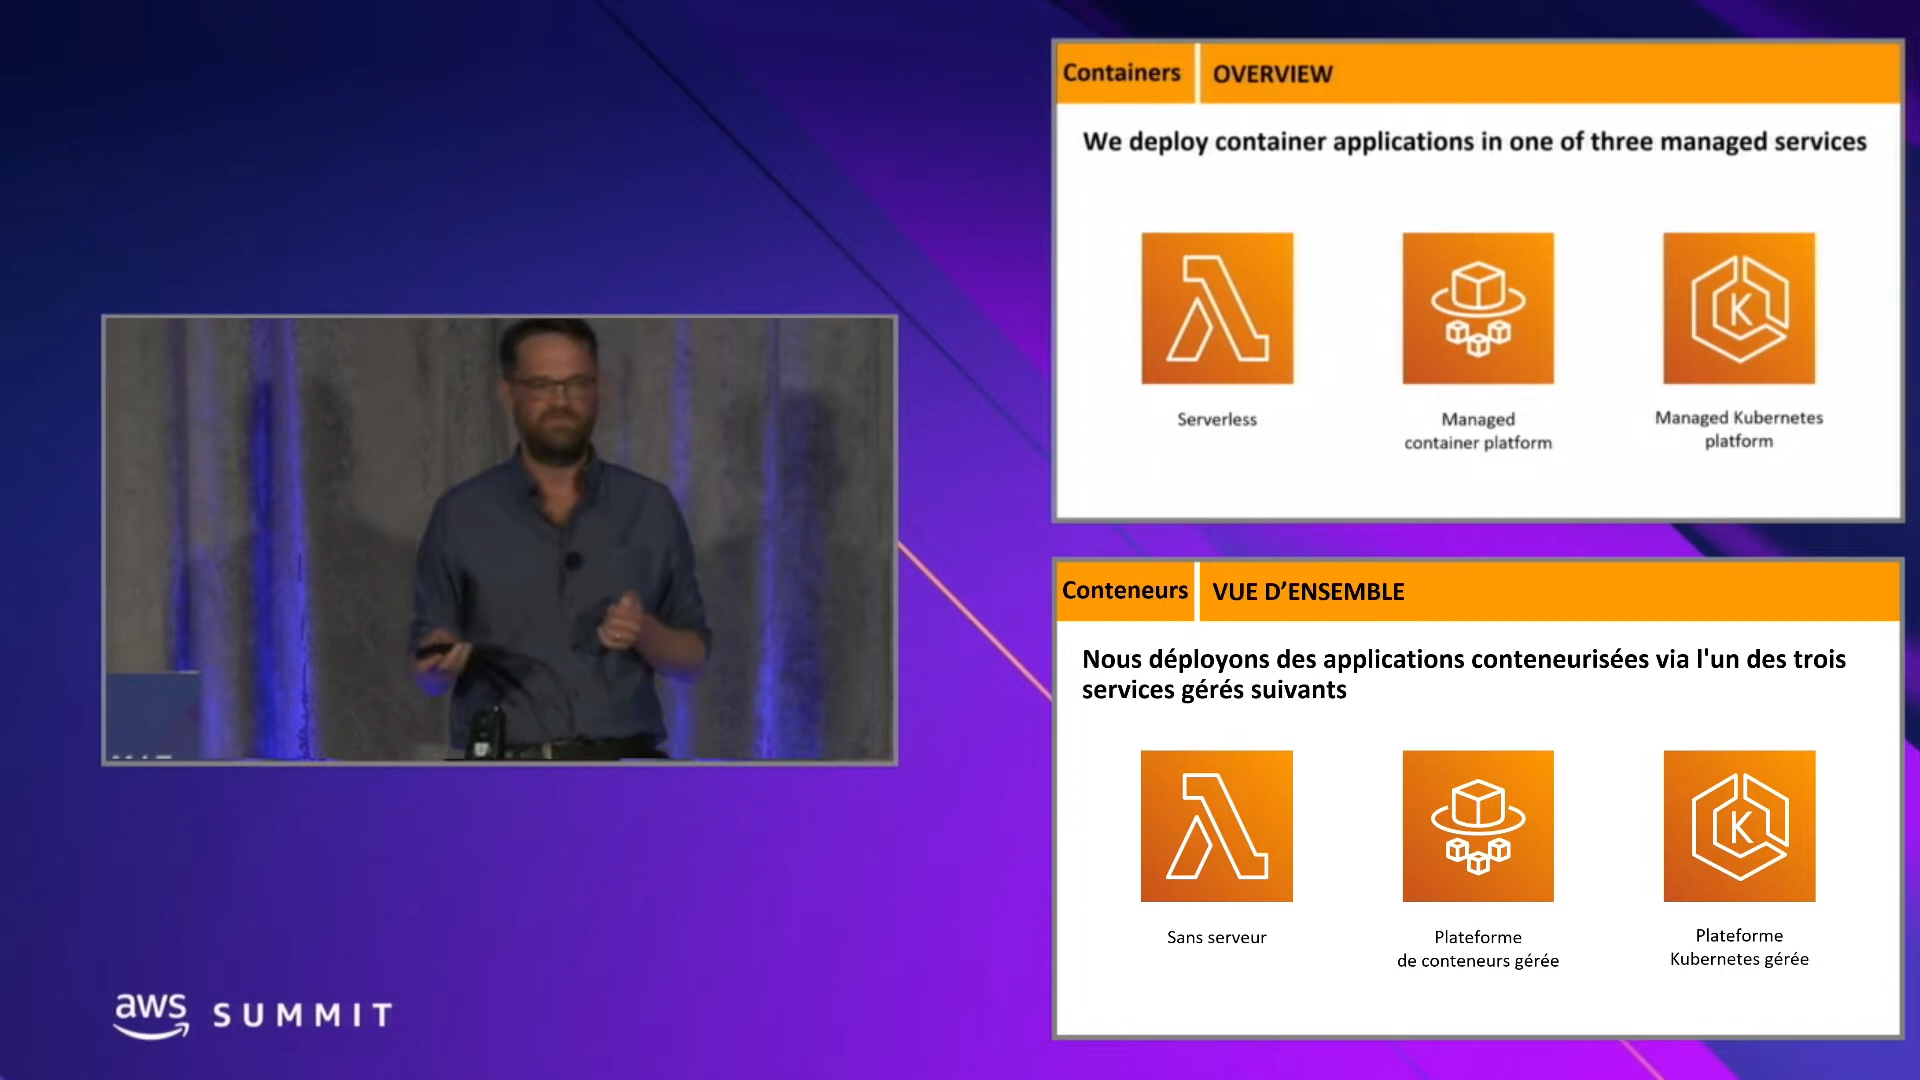 Containers
OVERVIEW
We deploy container applications in one of three managed services
K
Serverless
Managed
container platform
Managed Kubernetes
platform
Conteneurs
VUE D’ENSEMBLE
Nous déployons des applications conteneurisées via l'un des trois
services gérés suivants
K
Sans serveur
Plateforme
de conteneurs gérée
Plateforme
Kubernetes gérée
aws SUMMIT